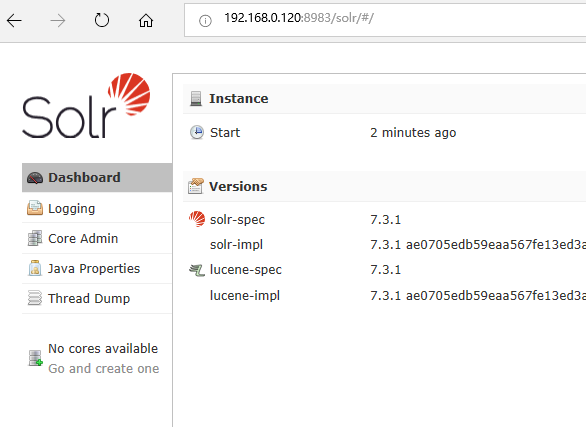 192.168.0.120:8983/solr/#/
Solr
Instance
Start 2 minutes ago
Versions
solr-spec 7.3.1
solr-impl 7.3.1 ae0705edb59eaa567fe13ed3a
lucene-spec 7.3.1
lucene-impl 7.3.1 ae0705edb59eaa567fe13ed3a
Dashboard
Logging
Core Admin
Java Properties
Thread Dump
No cores available
Go and create one